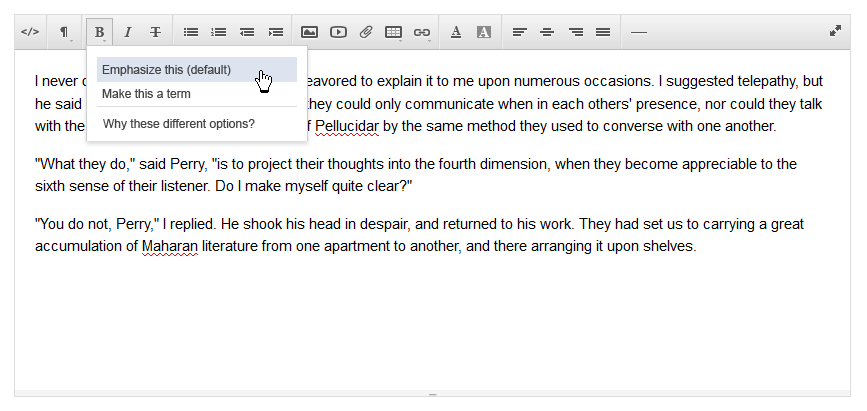 </> ¶ B I T A A
Emphasize this (default)
Make this a term
Why these different options?
I never eavored to explain it to me upon numerous occasions. I suggested telepathy, but
he said they could only communicate when in each others' presence, nor could they talk
with the Pellucidar by the same method they used to converse with one another.
"What they do," said Perry, "is to project their thoughts into the fourth dimension, when they become appreciable to the
sixth sense of their listener. Do I make myself quite clear?"
"You do not, Perry," I replied. He shook his head in despair, and returned to his work. They had set us to carrying a great
accumulation of Maharan literature from one apartment to another, and there arranging it upon shelves.